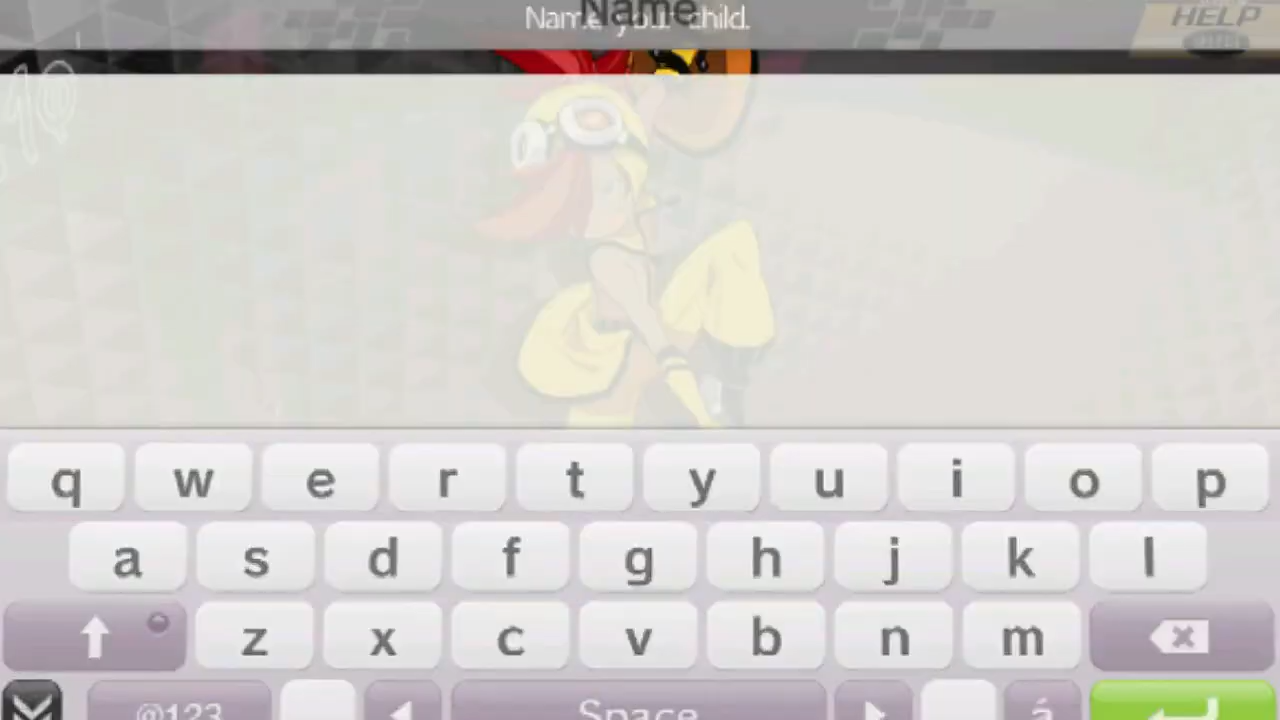 Name
Name your child.
HELP
q w e r t y u i o p
a s d f g h j k l
z x c v b n m
@123 Space á